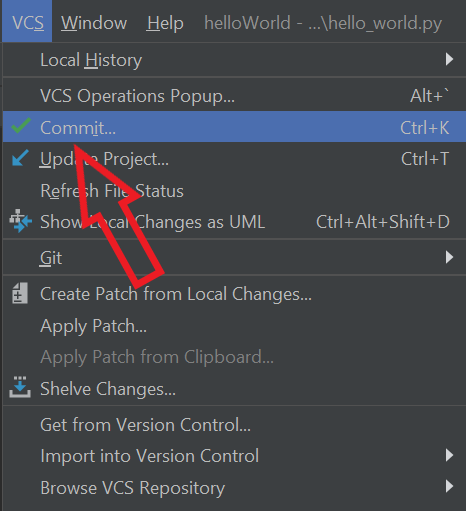 VCS Window Help helloWorld - ...\hello_world.py
Local History
VCS Operations Popup... Alt+`
Commit... Ctrl+K
Update Project... Ctrl+T
Refresh File Status
Show Local Changes as UML Ctrl+Alt+Shift+D
Git
Create Patch from Local Changes...
Apply Patch...
Apply Patch from Clipboard...
Shelve Changes...
Get from Version Control...
Import into Version Control
Browse VCS Repository